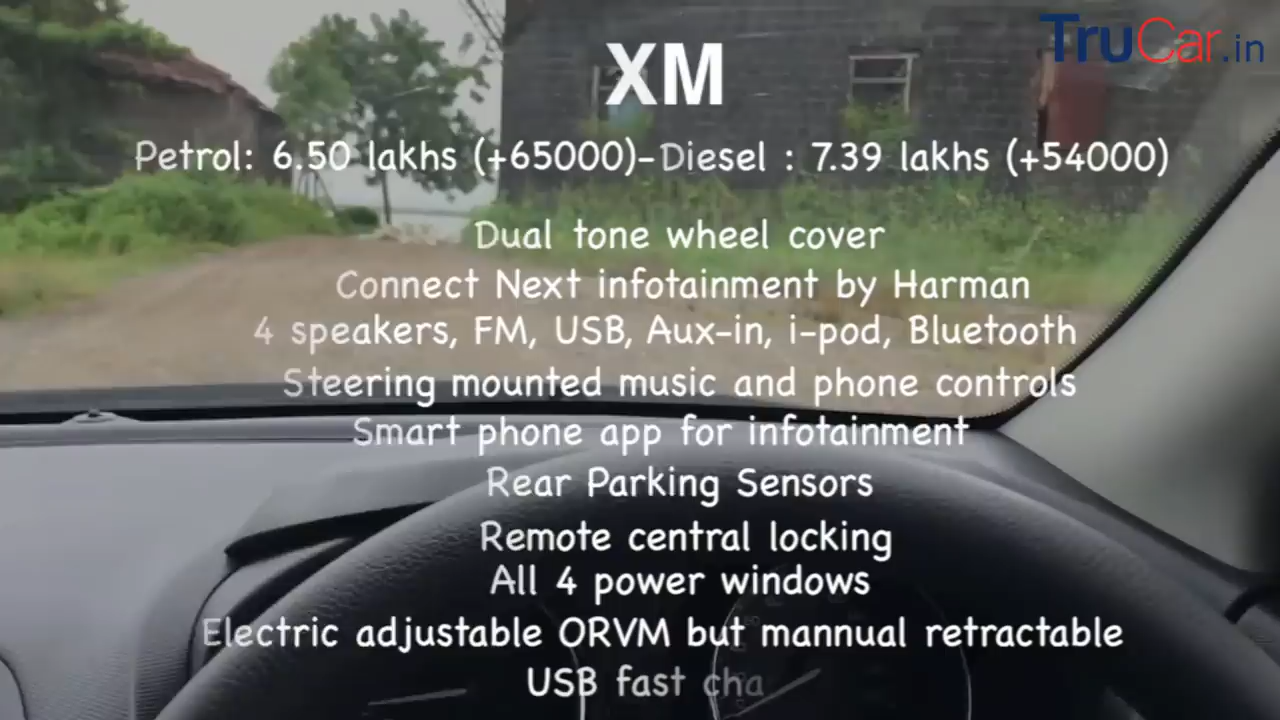 TruCar.in
XM
Petrol: 6.50 lakhs (+65000)-Diesel : 7.39 lakhs (+54000)
Dual tone wheel cover
Connect Next infotainment by Harman
4 speakers, FM, USB, Aux-in, i-pod, Bluetooth
Steering mounted music and phone controls
Smart phone app for infotainment
Rear Parking Sensors
Remote central locking
All 4 power windows
Electric adjustable ORVM but mannual retractable
USB fast cha